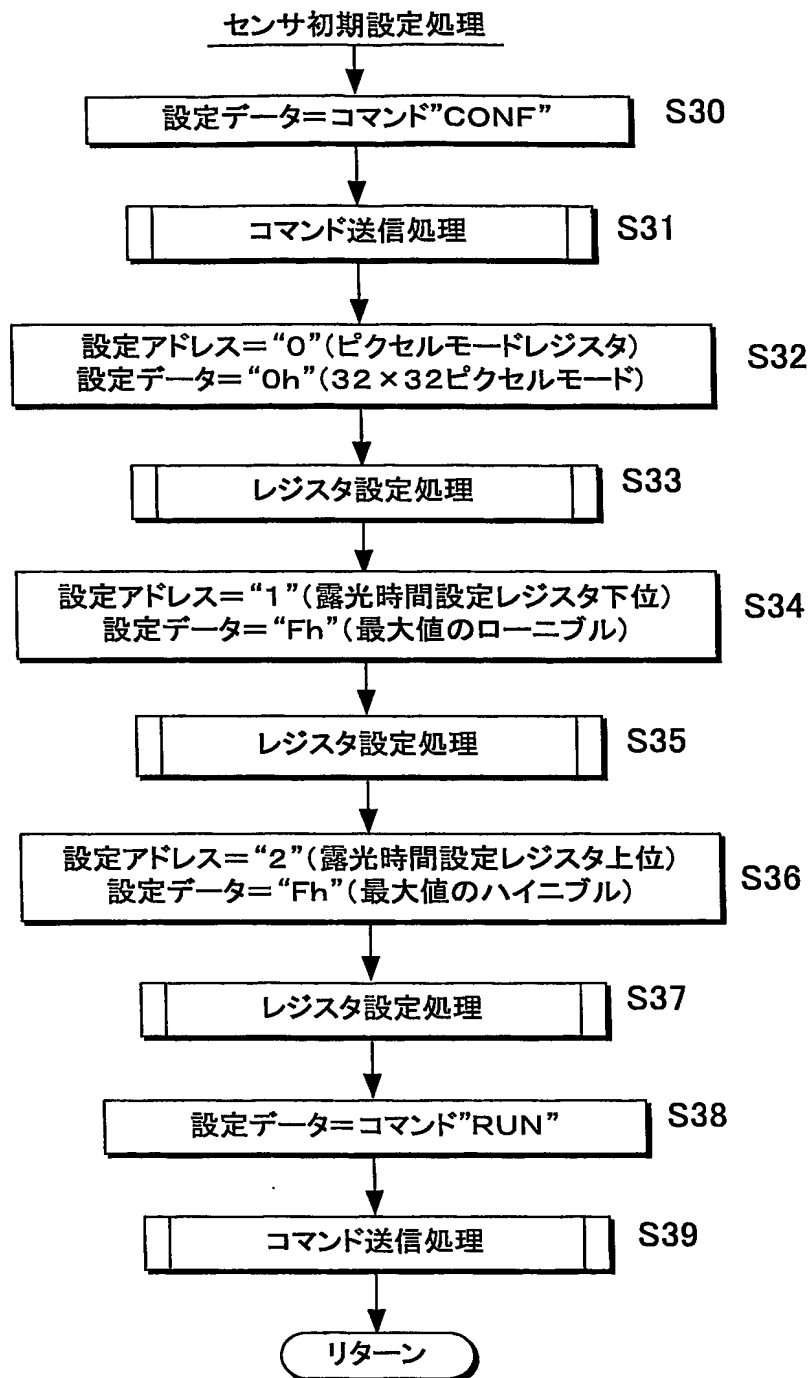 センサ初期設定処理
設定データ＝コマンド”CONF”
S30
コマンド送信処理
S31
設定アドレス＝“0”（ピクセルモードレジスタ）
設定データ＝“0h”（32×32ピクセルモード）
S32
レジスタ設定処理
S33
設定アドレス＝“1”（露光時間設定レジスタ下位）
設定データ＝“Fh”（最大値のローニブル）
S34
レジスタ設定処理
S35
設定アドレス＝“2”（露光時間設定レジスタ上位）
設定データ＝“Fh”（最大値のハイニブル）
S36
レジスタ設定処理
S37
設定データ＝コマンド”RUN”
S38
コマンド送信処理
S39
リターン